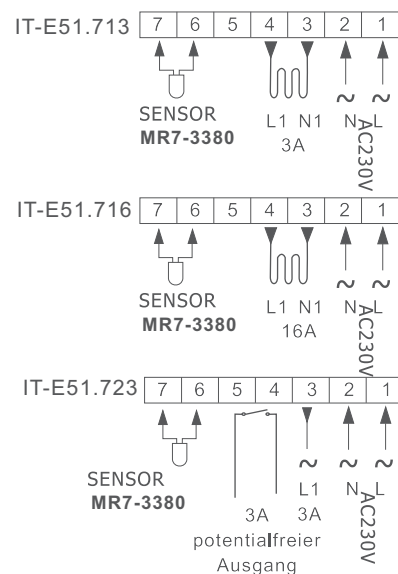 IT-E51.713 7 6 5 4 3 2 1
SENSOR
MR7-3380
L1 N1
3A
N L
AC230V
IT-E51.716 7 6 5 4 3 2 1
SENSOR
MR7-3380
L1 N1
16A
N L
AC230V
IT-E51.723 7 6 5 4 3 2 1
SENSOR
MR7-3380
3A
L1
3A
N L
AC230V
potentialfreier
Ausgang